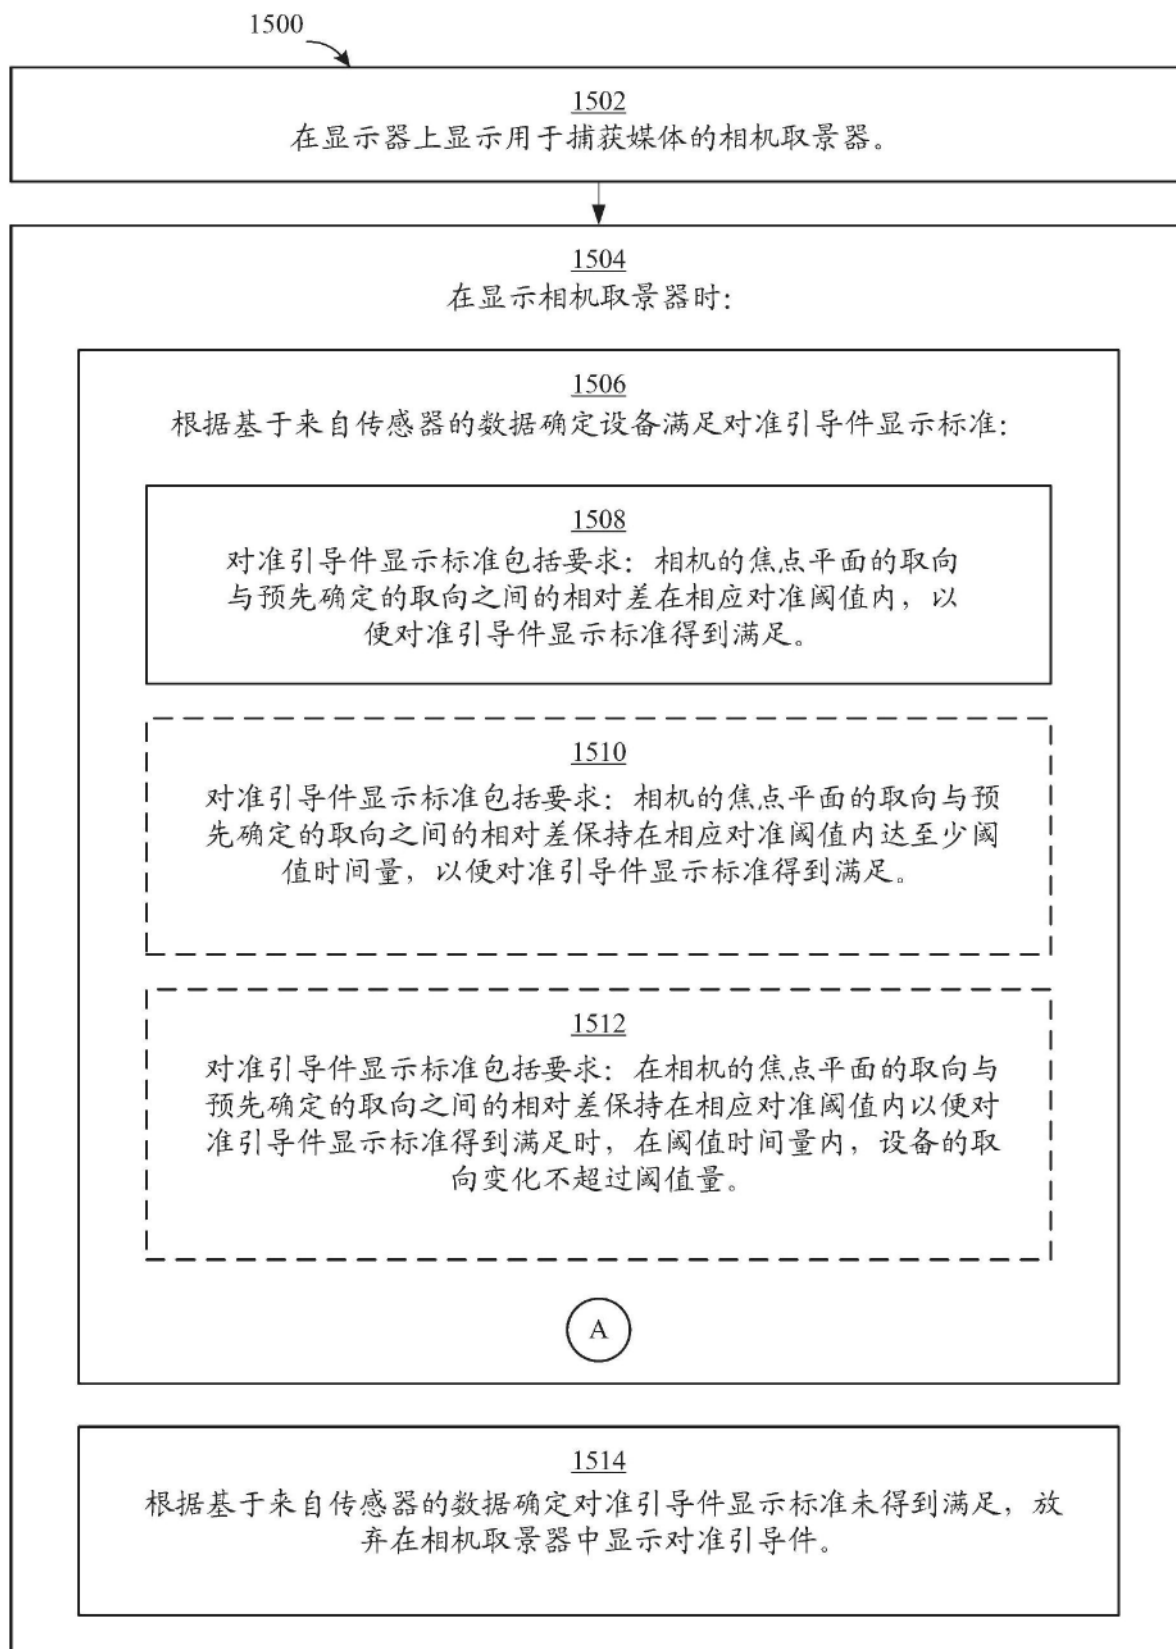 1500
1502
在显示器上显示用于捕获媒体的相机取景器。
1504
在显示相机取景器时：
1506
根据基于来自传感器的数据确定设备满足对准引导件显示标准：
1508
对准引导件显示标准包括要求：相机的焦点平面的取向
与预先确定的取向之间的相对差在相应对准阈值内，以
便对准引导件显示标准得到满足。
1510
对准引导件显示标准包括要求：相机的焦点平面的取向与预
先确定的取向之间的相对差保持在相应对准阈值内达至少阈
值时间量，以便对准引导件显示标准得到满足。
1512
对准引导件显示标准包括要求：在相机的焦点平面的取向与
预先确定的取向之间的相对差保持在相应对准阈值内以便对
准引导件显示标准得到满足时，在阈值时间量内，设备的取
向变化不超过阈值量。
A
1514
根据基于来自传感器的数据确定对准引导件显示标准未得到满足，放
弃在相机取景器中显示对准引导件。